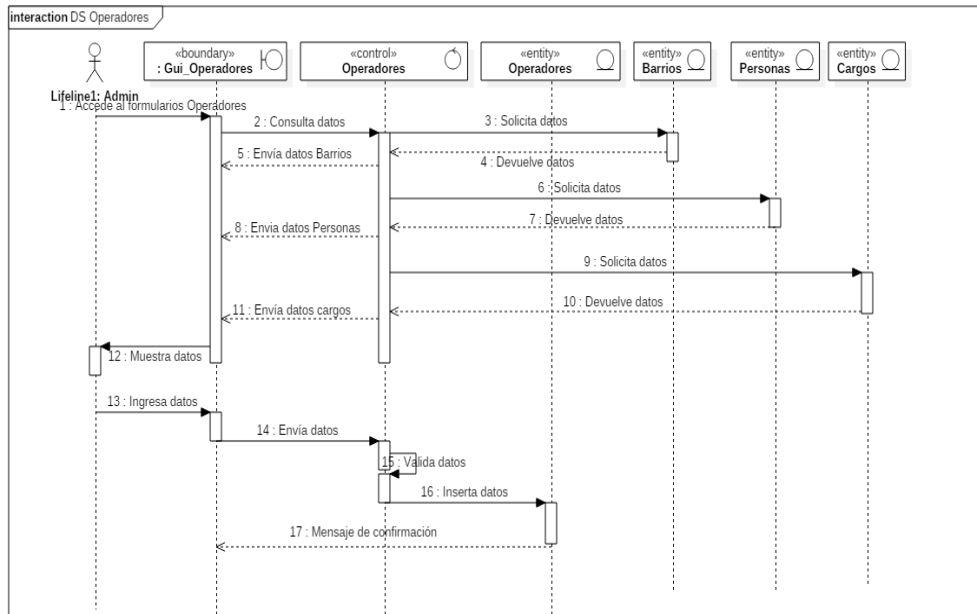 interaction DS Operadores
«boundary»
: Gui_Operadores
«control»
Operadores
«entity»
Operadores
«entity»
Barrios
«entity»
Personas
«entity»
Cargos
Lifeline1: Admin
1 : Accede al formularios Operadores
2 : Consulta datos
3 : Solicita datos
4 : Devuelve datos
5 : Envía datos Barrios
6 : Solicita datos
7 : Devuelve datos
8 : Envia datos Personas
9 : Solicita datos
10 : Devuelve datos
11 : Envía datos cargos
12 : Muestra datos
13 : Ingresa datos
14 : Envía datos
15 : Valida datos
16 : Inserta datos
17 : Mensaje de confirmación